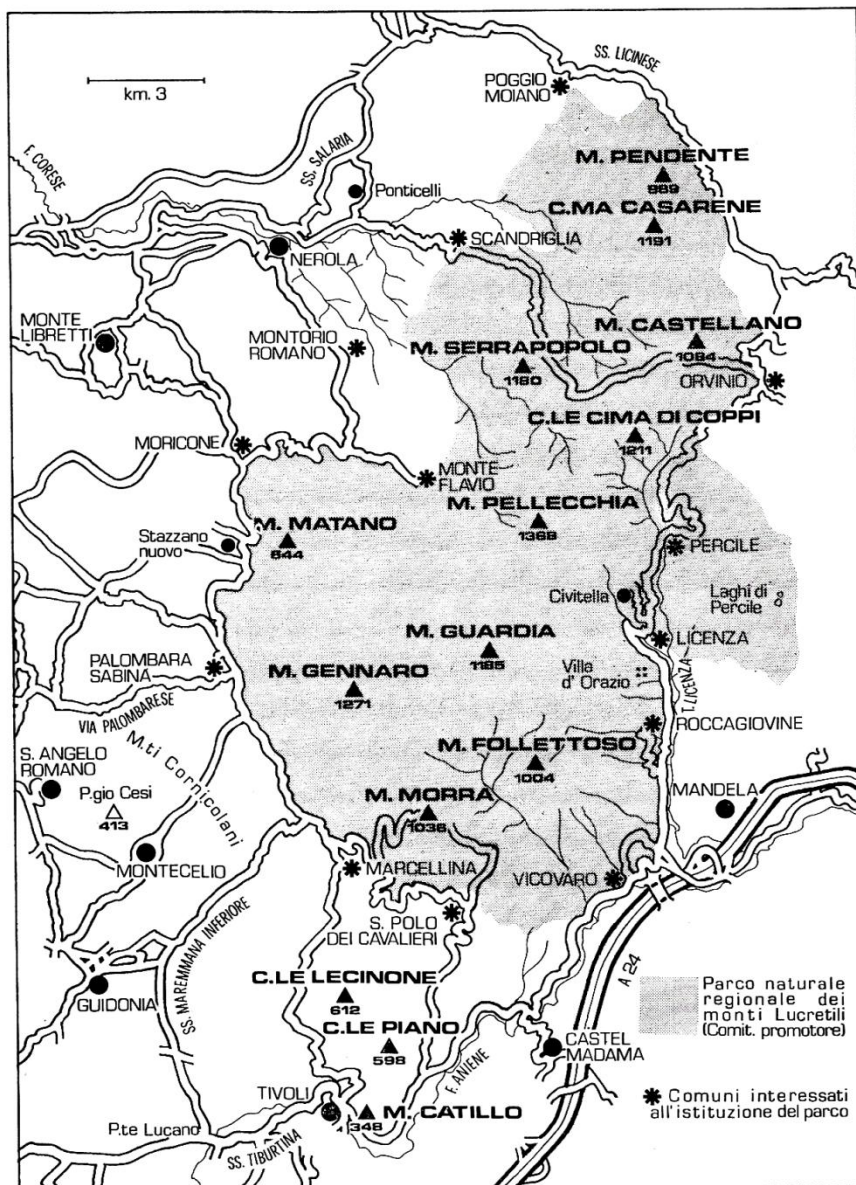 SS. LICINESE
km. 3
POGGIO
MOIANO
M. PENDENTE
989
F. CORESE
SS. SALARIA
Ponticelli
C.MA CASARENE
1191
SCANDRIGLIA
NEROLA
MONTE
LIBRETTI
MONTORIO
ROMANO
M. CASTELLANO
1084
M. SERRAPOPOLO
1180
ORVINIO
C.LE CIMA DI COPPI
1211
MORICONE
MONTE
FLAVIO
M. PELLECCHIA
1368
M. MATANO
844
Stazzano
nuovo
PERCILE
Civitella
Laghi di
Percile
M. GUARDIA
1185
LICENZA
PALOMBARA
SABINA
M. GENNARO
1271
Villa
d' Orazio
T. LICENZA
VIA PALOMBARESE
ROCCAGIOVINE
S. ANGELO
ROMANO
M.ti Cornicolani
M. FOLLETTOSO
1004
P.gio Cesi
413
M. MORRA
1036
MANDELA
MONTECELIO
MARCELLINA
VICOVARO
S. POLO
DEI CAVALIERI
SS. MAREMMANA INFERIORE
GUIDONIA
C.LE LECINONE
612
A 24
Parco naturale
regionale dei
monti Lucretili
(Comit. promotore)
C.LE PIANO
598
CASTEL
MADAMA
F. ANIENE
TIVOLI
M. CATILLO
348
P.te Lucano
SS. TIBURTINA
Comuni interessati
all'istituzione del parco